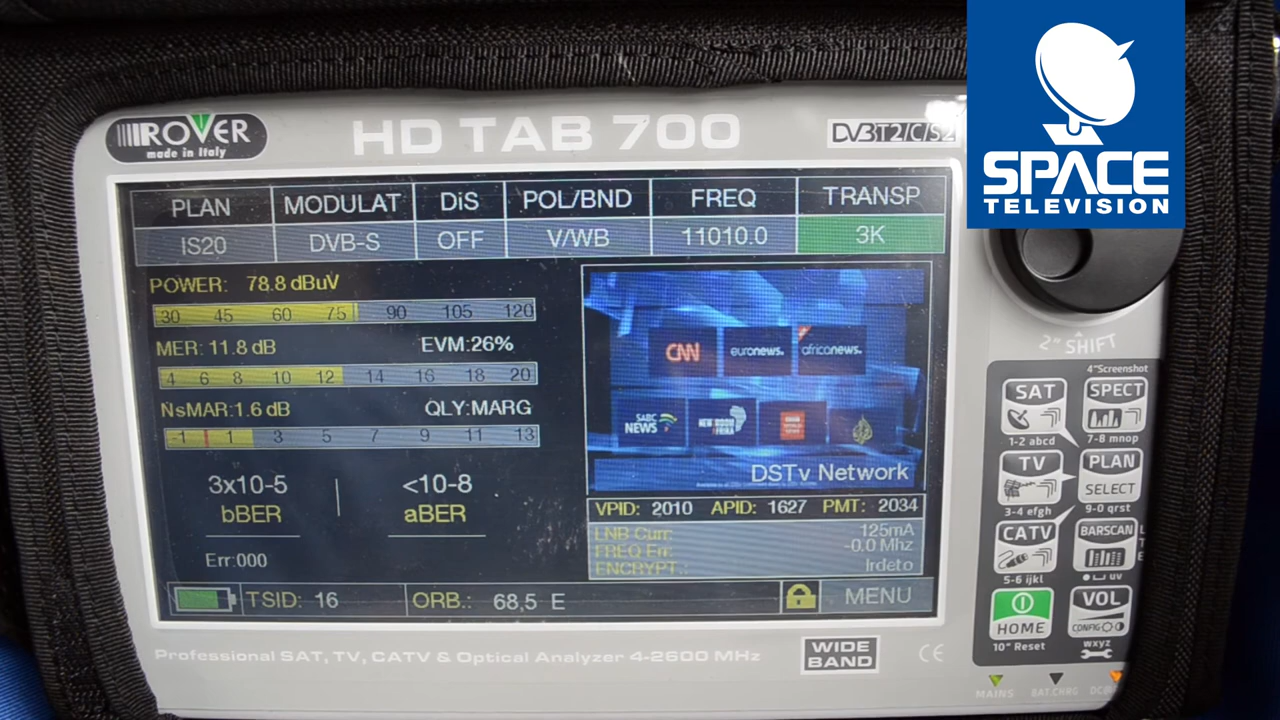 SPACE
TELEVISION
ROVER
made in Italy
HD TAB 700
DVB T2/C/S2
PLAN MODULAT DiS POL/BND FREQ TRANSP
IS20 DVB-S OFF V/WB 11010.0 3K
POWER: 78.8 dBuV
30 45 60 75 90 105 120
MER: 11.8 dB EVM:26%
4 6 8 10 12 14 16 18 20
NsMAR:1.6 dB QLY:MARG
-1 1 3 5 7 9 11 13
3x10-5 <10-8
bBER aBER
Err:000
CNN euronews. africanews.
SABC
NEWS
DSTv Network
VPID: 2010 APID: 1627 PMT: 2034
LNB Curr: 125mA
FREQ Err: -0.0 Mhz
ENCRYPT.: Irdeto
TSID: 16 ORB.: 68,5 E MENU
Professional SAT, TV, CATV & Optical Analyzer 4-2600 MHz
WIDE
BAND
CE
2" SHIFT
4"Screenshot
SAT SPECT
1-2 abcd 7-8 mnop
TV PLAN
SELECT
3-4 efgh 9-0 qrst
CATV BARSCAN
5-6 ijkl uv
HOME VOL
CONFIG
10" Reset wxyz
MAINS BAT.CHRG